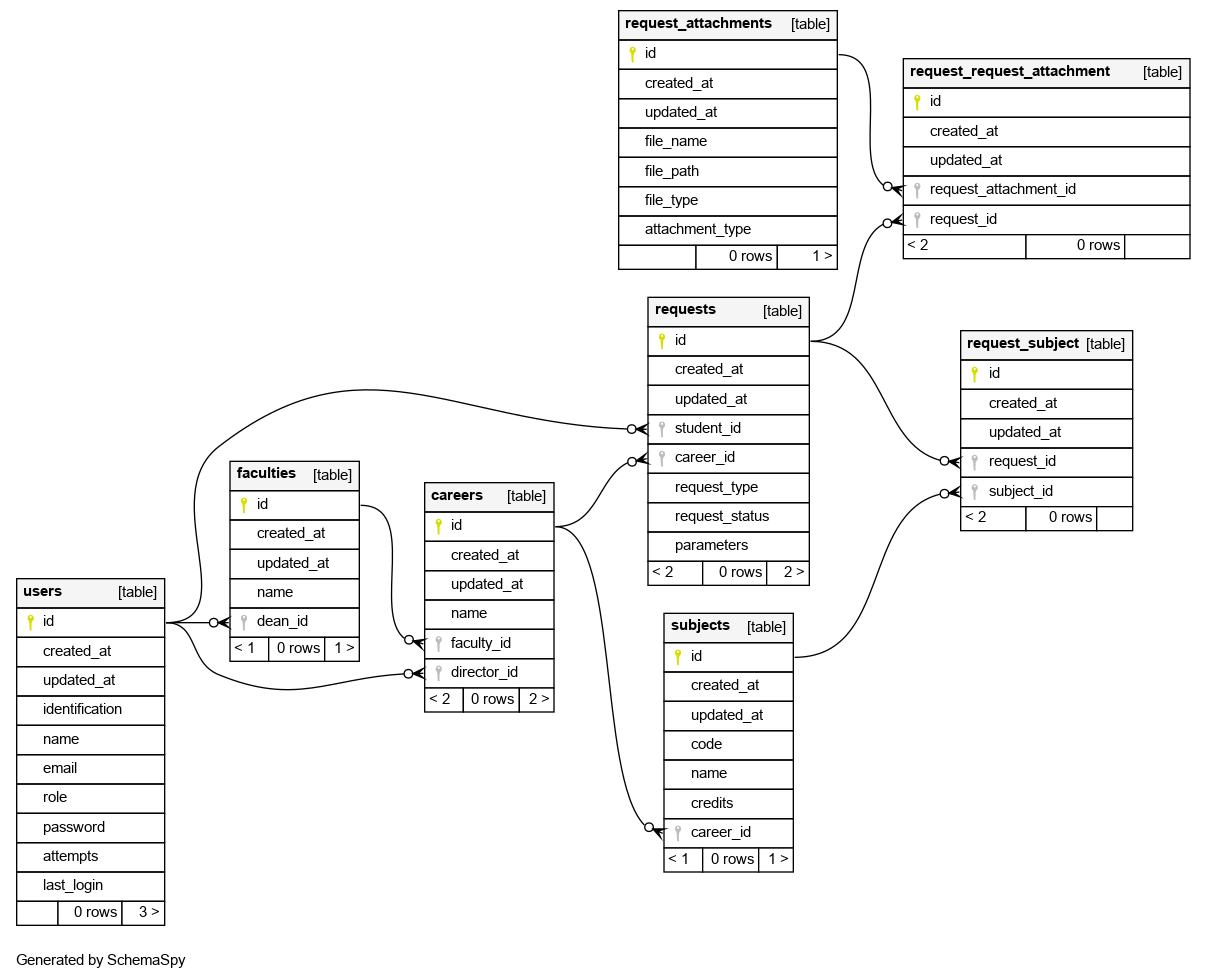 request_attachments [table]
id
created_at
updated_at
file_name
file_path
file_type
attachment_type
0 rows 1 >
request_request_attachment [table]
id
created_at
updated_at
request_attachment_id
request_id
< 2 0 rows
requests [table]
id
created_at
updated_at
student_id
career_id
request_type
request_status
parameters
< 2 0 rows 2 >
request_subject [table]
id
created_at
updated_at
request_id
subject_id
< 2 0 rows
faculties [table]
id
created_at
updated_at
name
dean_id
< 1 0 rows 1 >
careers [table]
id
created_at
updated_at
name
faculty_id
director_id
< 2 0 rows 2 >
users [table]
id
created_at
updated_at
identification
name
email
role
password
attempts
last_login
0 rows 3 >
subjects [table]
id
created_at
updated_at
code
name
credits
career_id
< 1 0 rows 1 >
Generated by SchemaSpy